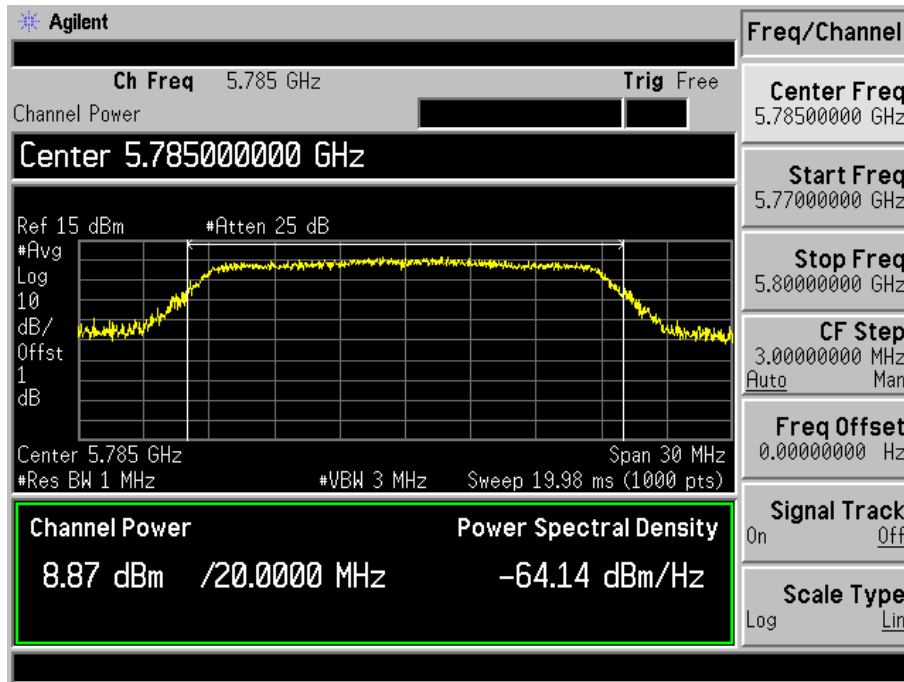 Agilent
Freq/Channel
Ch Freq 5.785 GHz Trig Free
Channel Power
Center 5.785000000 GHz
Ref 15 dBm #Atten 25 dB
#Avg
Log
10
dB/
Offst
1
dB
Center 5.785 GHz Span 30 MHz
#Res BW 1 MHz #VBW 3 MHz Sweep 19.98 ms (1000 pts)
Channel Power Power Spectral Density
8.87 dBm /20.0000 MHz -64.14 dBm/Hz
Center Freq
5.78500000 GHz
Start Freq
5.77000000 GHz
Stop Freq
5.80000000 GHz
CF Step
3.00000000 MHz
Auto Man
Freq Offset
0.00000000 Hz
Signal Track
On Off
Scale Type
Log Lin